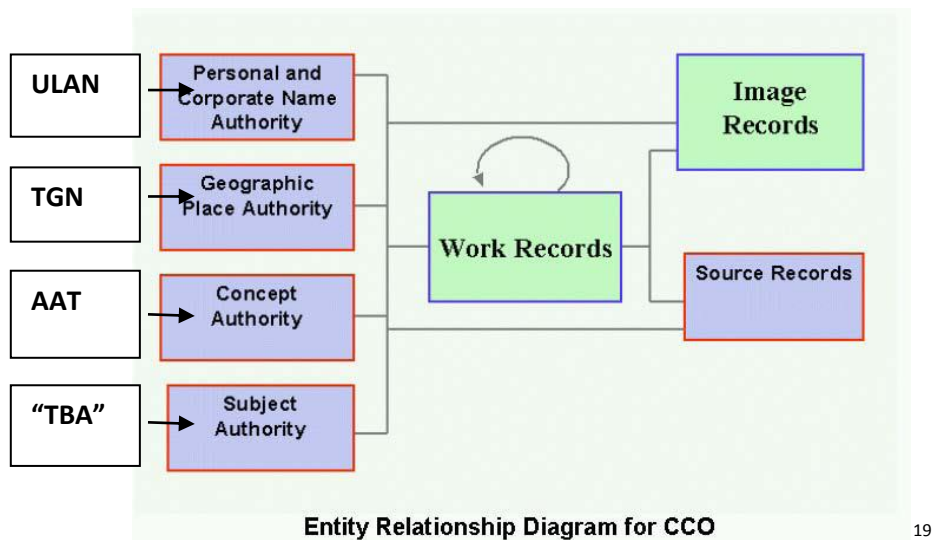 ULAN
Personal and
Corporate Name
Authority
Image
Records
TGN
Geographic
Place Authority
Work Records
Source Records
AAT
Concept
Authority
“TBA”
Subject
Authority
Entity Relationship Diagram for CCO
19